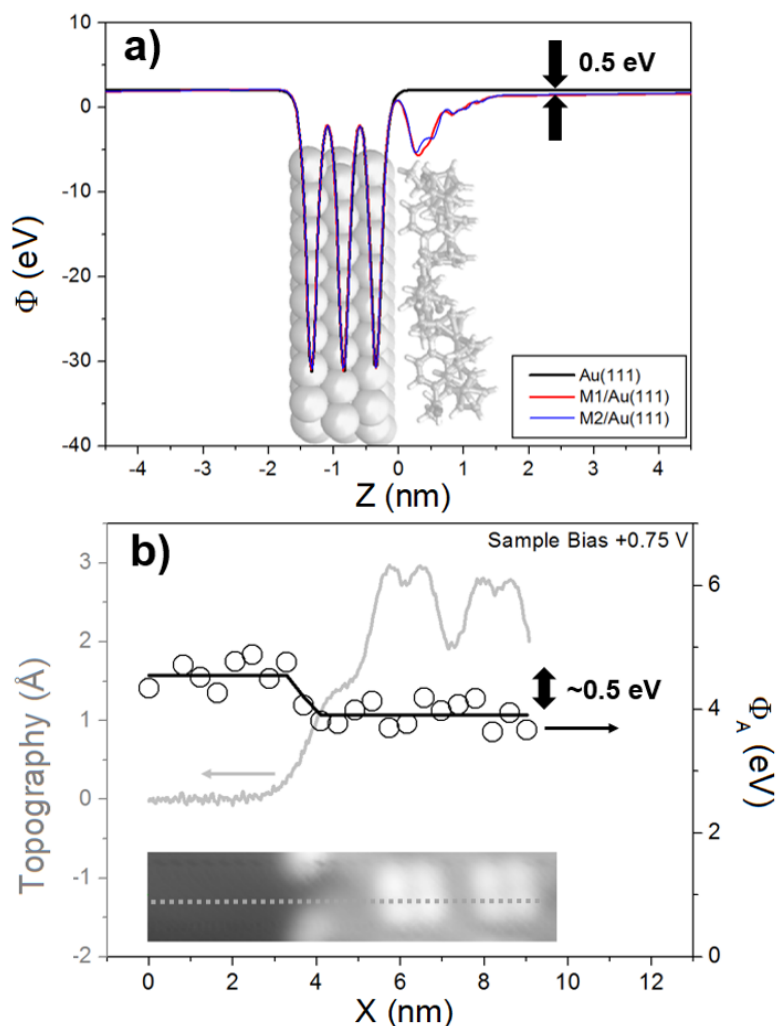 a)
0.5 eV
10
0
-10
-20
-30
-40
Φ (eV)
Au(111)
M1/Au(111)
M2/Au(111)
-4 -3 -2 -1 0 1 2 3 4
Z (nm)
b)
Sample Bias +0.75 V
3
2
1
0
-1
-2
Topography (Å)
~0.5 eV
6
4
2
0
Φ_A (eV)
0 2 4 6 8 10 12
X (nm)